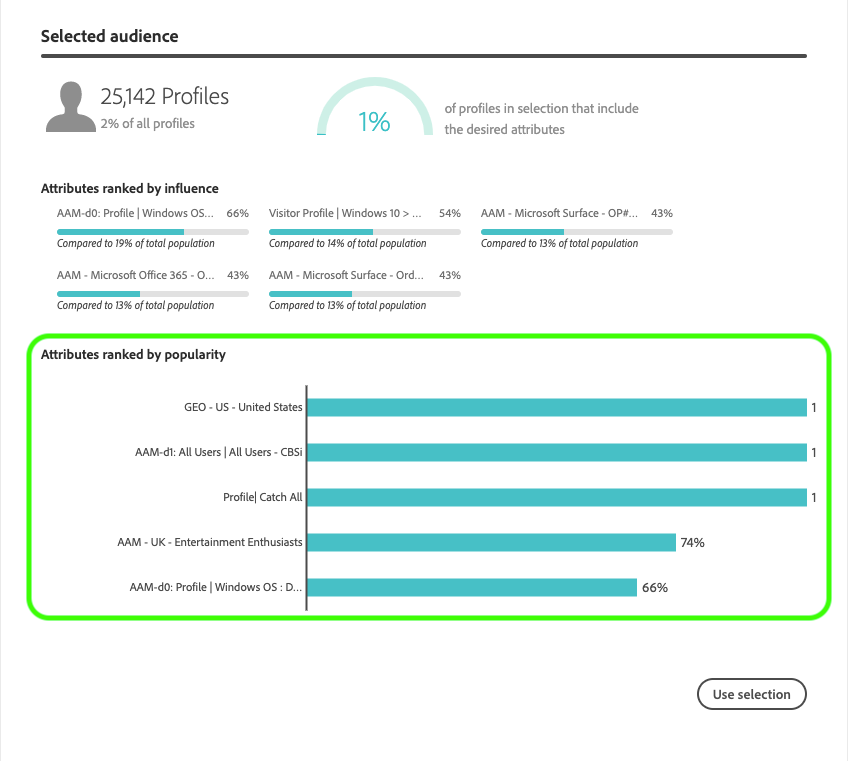 Selected audience
25,142 Profiles
2% of all profiles
1%
of profiles in selection that include
the desired attributes
Attributes ranked by influence
AAM-d0: Profile | Windows OS... 66%
Compared to 19% of total population
Visitor Profile | Windows 10 > ... 54%
Compared to 14% of total population
AAM - Microsoft Surface - OP#... 43%
Compared to 13% of total population
AAM - Microsoft Office 365 - O... 43%
Compared to 13% of total population
AAM - Microsoft Surface - Ord... 43%
Compared to 13% of total population
Attributes ranked by popularity
GEO - US - United States 1
AAM-d1: All Users | All Users - CBSi 1
Profile| Catch All 1
AAM - UK - Entertainment Enthusiasts 74%
AAM-d0: Profile | Windows OS : D... 66%
Use selection